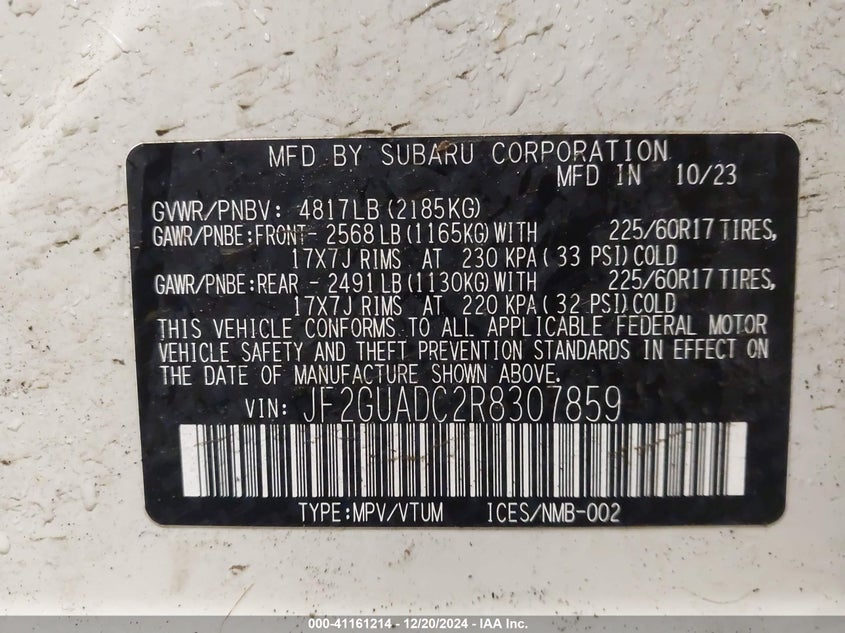 MFD BY SUBARU CORPORATION
MFD IN 10/23
GVWR/PNBV: 4817LB (2185KG)
GAWR/PNBE:FRONT- 2568 LB (1165KG) WITH 225/60R17 TIRES,
17X7J RIMS AT 230 KPA ( 33 PSI) COLD
GAWR/PNBE:REAR - 2491 LB (1130KG) WITH 225/60R17 TIRES,
17X7J RIMS AT 220 KPA ( 32 PSI) COLD
THIS VEHICLE CONFORMS TO ALL APPLICABLE FEDERAL MOTOR
VEHICLE SAFETY AND THEFT PREVENTION STANDARDS IN EFFECT ON
THE DATE OF MANUFACTURE SHOWN ABOVE.
VIN: JF2GUADC2R8307859
TYPE:MPV/VTUM ICES/NMB-002
000-41161214 - 12/20/2024 - IAA Inc.